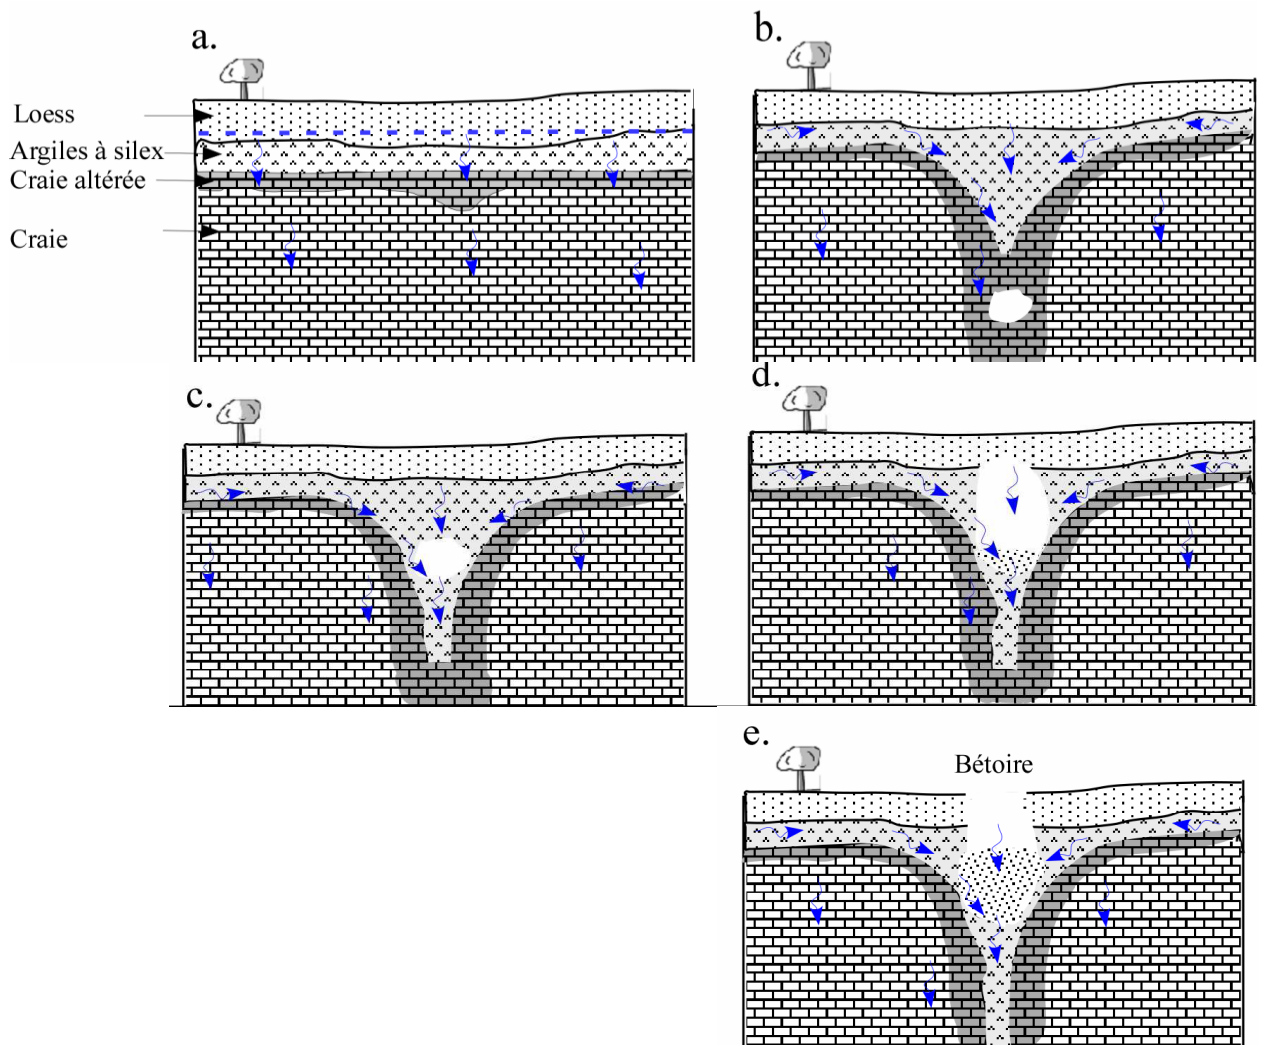 a.
b.
Loess
Argiles à silex
Craie altérée
Craie
c.
d.
e.
Bétoire